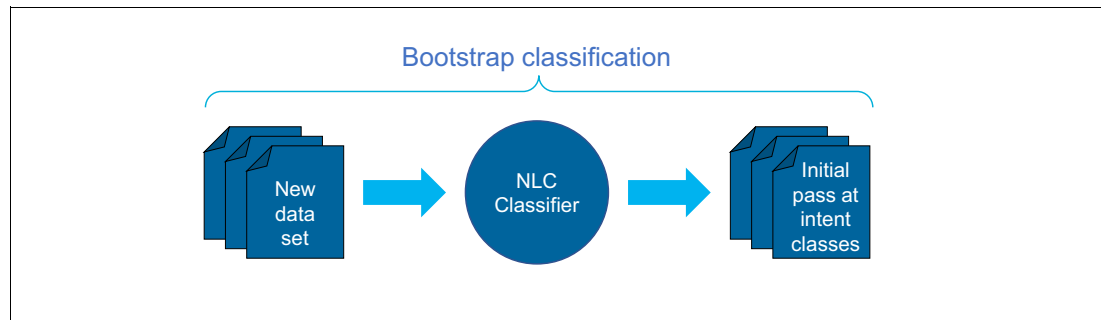 Bootstrap classification
New
data
set
NLC
Classifier
Initial
pass at
intent
classes